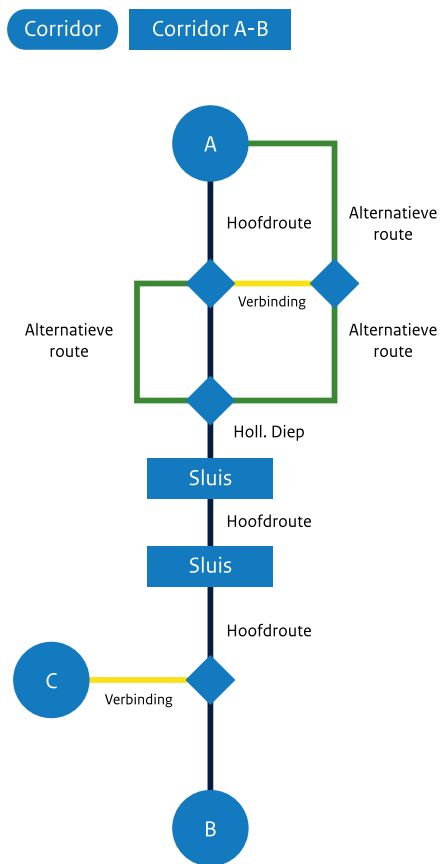 Corridor
Corridor A-B
A
Hoofdroute
Alternatieve
route
Verbinding
Alternatieve
route
Alternatieve
route
Holl. Diep
Sluis
Hoofdroute
Sluis
Hoofdroute
C
Verbinding
B